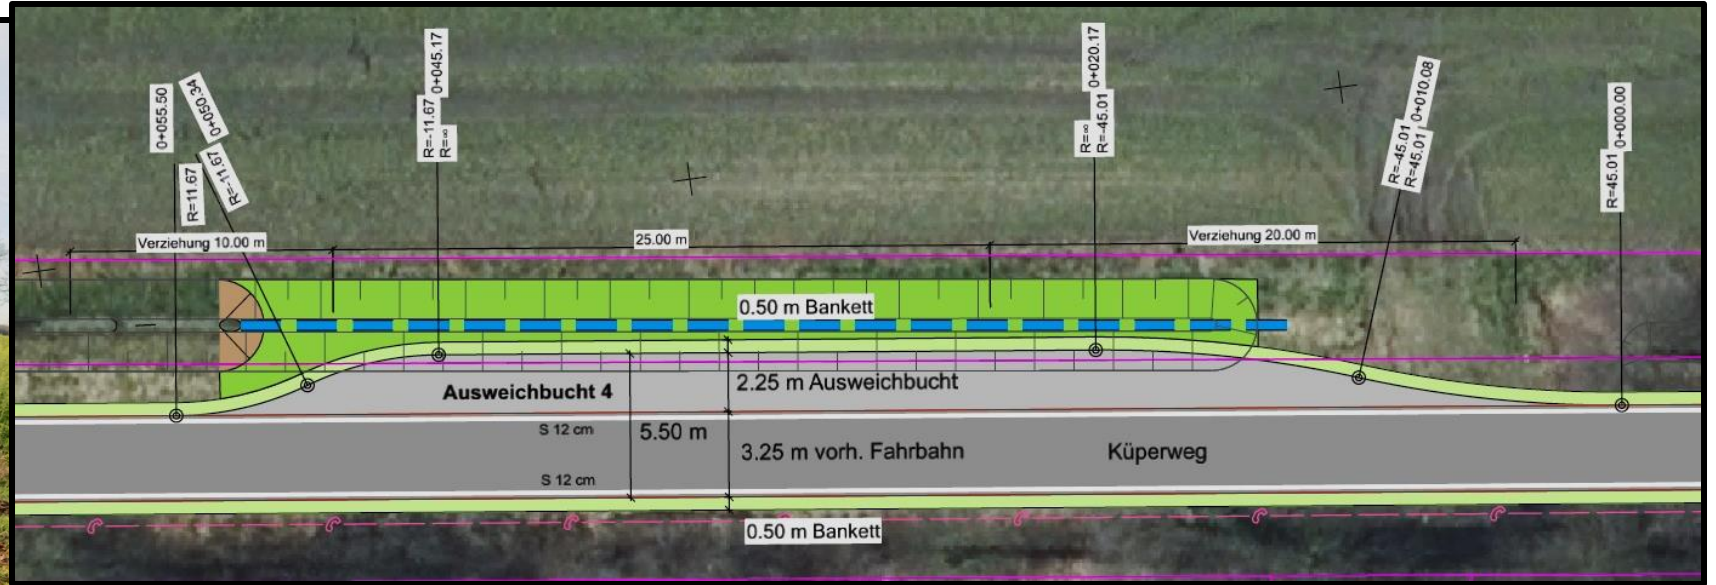 0+055.50
R=11.67
0+050.34
R=-11.67
R=-11.67 0+045.17
R=∞
0+020.17
R=∞
R=-45.01
R=-45.01 0+010.08
R=45.01
R=45.01 0+000.00
Verziehung 10.00 m
25.00 m
Verziehung 20.00 m
0.50 m Bankett
Ausweichbucht 4
2.25 m Ausweichbucht
S 12 cm
5.50 m
3.25 m vorh. Fahrbahn
Küperweg
S 12 cm
0.50 m Bankett